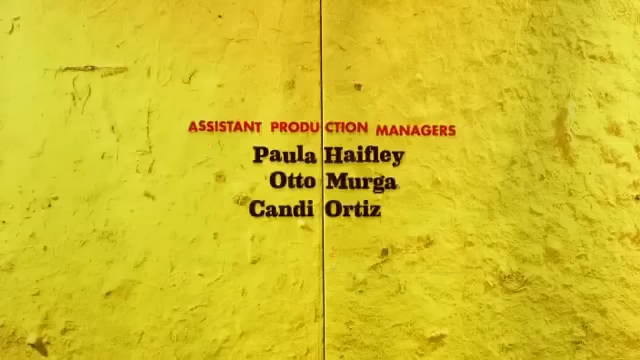 ASSISTANT PRODUCTION MANAGERS
Paula Haifley
Otto Murga
Candi Ortiz